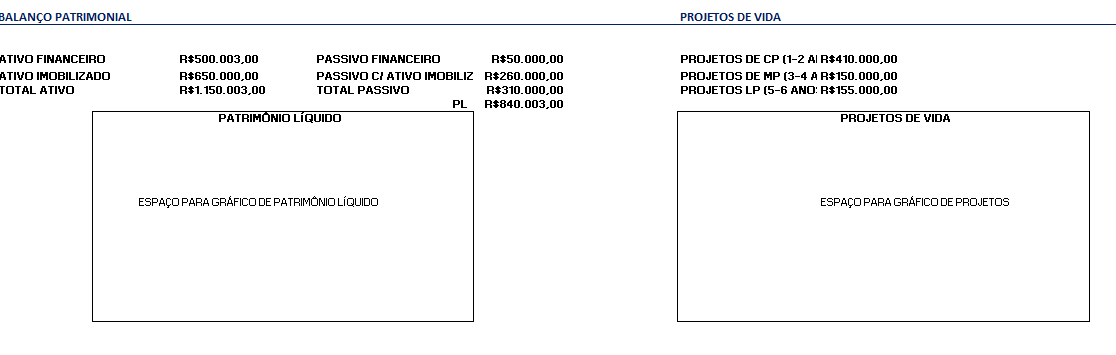 BALANÇO PATRIMONIAL PROJETOS DE VIDA
ATIVO FINANCEIRO R$500.003,00 PASSIVO FINANCEIRO R$50.000,00 PROJETOS DE CP (1-2 AI R$410.000,00
ATIVO IMOBILIZADO R$650.000,00 PASSIVO C/ ATIVO IMOBILIZ R$260.000,00 PROJETOS DE MP (3-4 A R$150.000,00
TOTAL ATIVO R$1.150.003,00 TOTAL PASSIVO R$310.000,00 PROJETOS LP (5-6 ANO: R$155.000,00
PL R$840.003,00
PATRIMÔNIO LÍQUIDO PROJETOS DE VIDA
ESPAÇO PARA GRÁFICO DE PATRIMÔNIO LÍQUIDO ESPAÇO PARA GRÁFICO DE PROJETOS